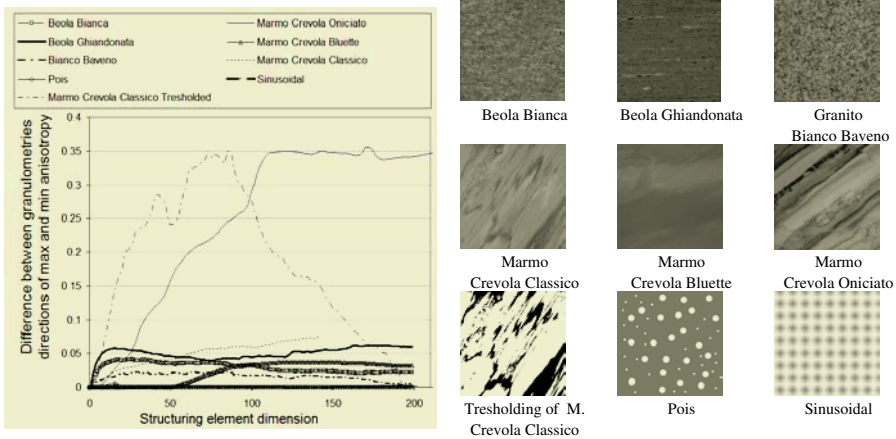 Beola Bianca
Marmo Crevola Oniciato
Beola Ghiandonata
Marmo Crevola Bluette
Bianco Baveno
Marmo Crevola Classico
Pois
Sinusoidal
Marmo Crevola Classico Tresholded
Difference between granulometries
directions of max and min anisotropy
0.4
0.35
0.3
0.25
0.2
0.15
0.1
0.05
0
0
50
100
150
200
Structuring element dimension
Beola Bianca
Beola Ghiandonata
Granito
Bianco Baveno
Marmo
Crevola Classico
Marmo
Crevola Bluette
Marmo
Crevola Oniciato
Tresholding of M.
Crevola Classico
Pois
Sinusoidal